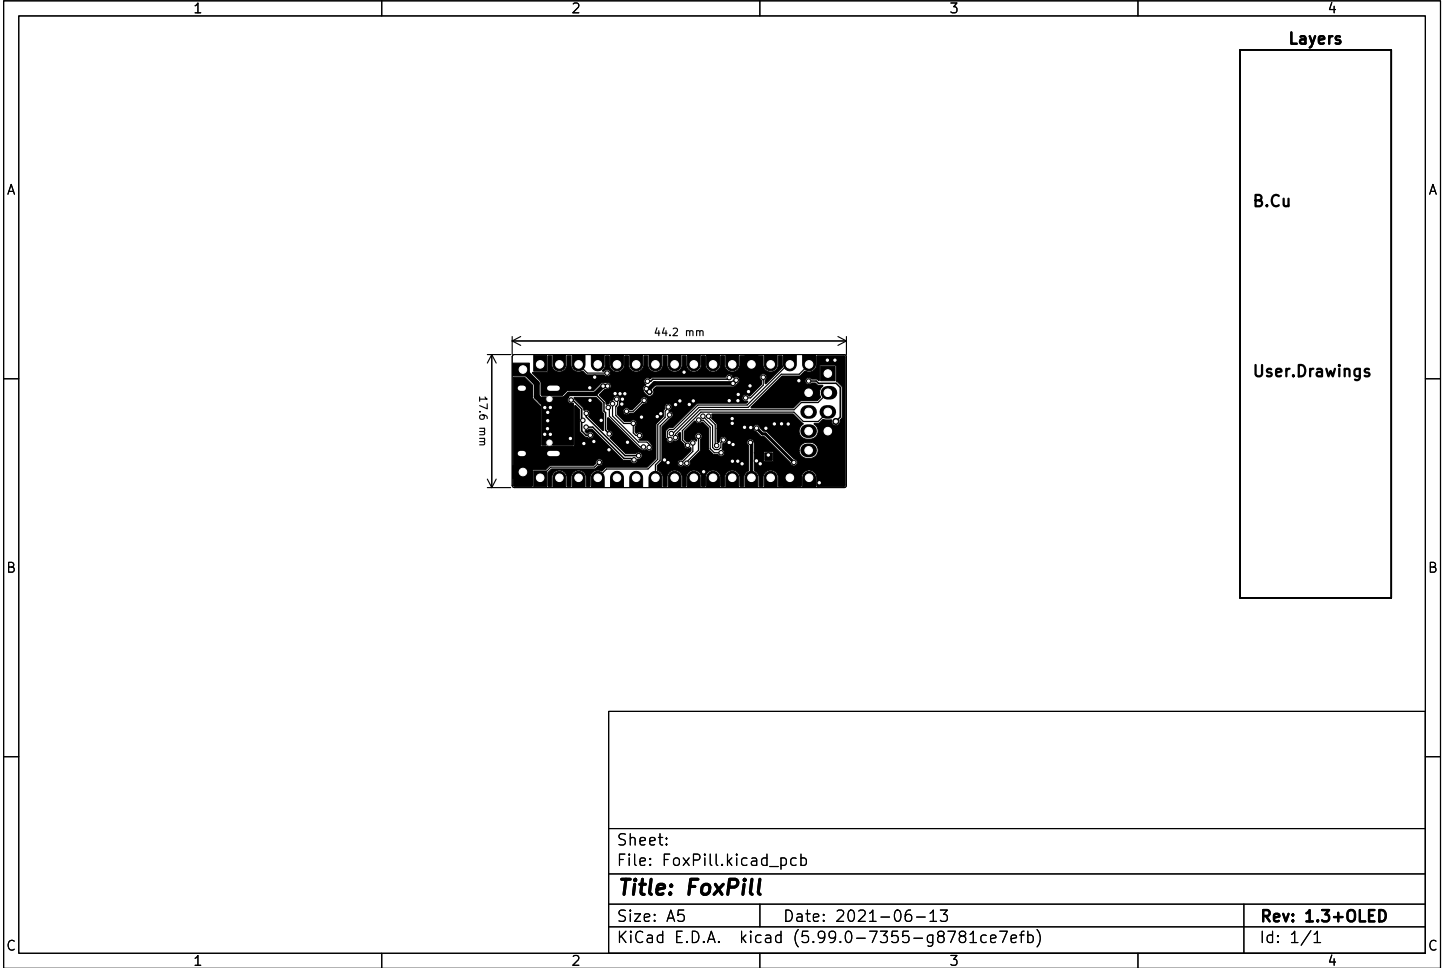 1 2 3 4
Layers
A A
B.Cu
44.2 mm
User.Drawings
17.6 mm
B B
Sheet:
File: FoxPill.kicad_pcb
Title: FoxPill
Size: A5 Date: 2021-06-13 Rev: 1.3+OLED
KiCad E.D.A. kicad (5.99.0-7355-g8781ce7efb) Id: 1/1
C C
1 2 3 4